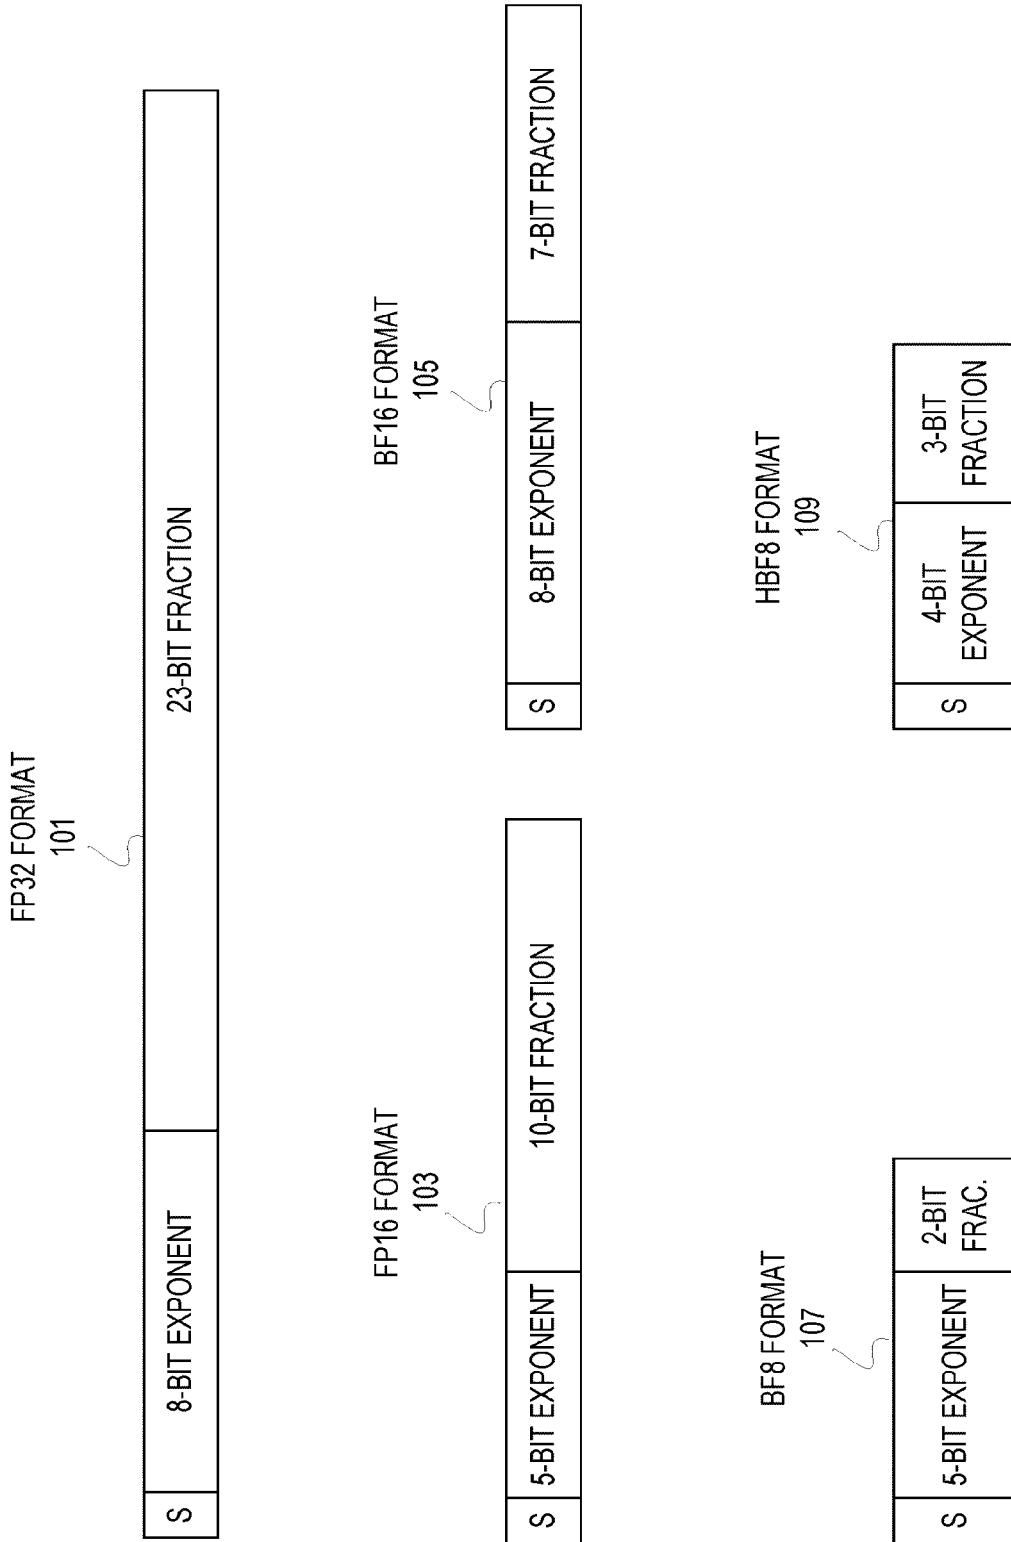 FP32 FORMAT
101
S
8-BIT EXPONENT
23-BIT FRACTION
FP16 FORMAT
103
S
5-BIT EXPONENT
10-BIT FRACTION
BF16 FORMAT
105
S
8-BIT EXPONENT
7-BIT FRACTION
BF8 FORMAT
107
S
5-BIT EXPONENT
2-BIT
FRAC.
HBF8 FORMAT
109
S
4-BIT
EXPONENT
3-BIT
FRACTION